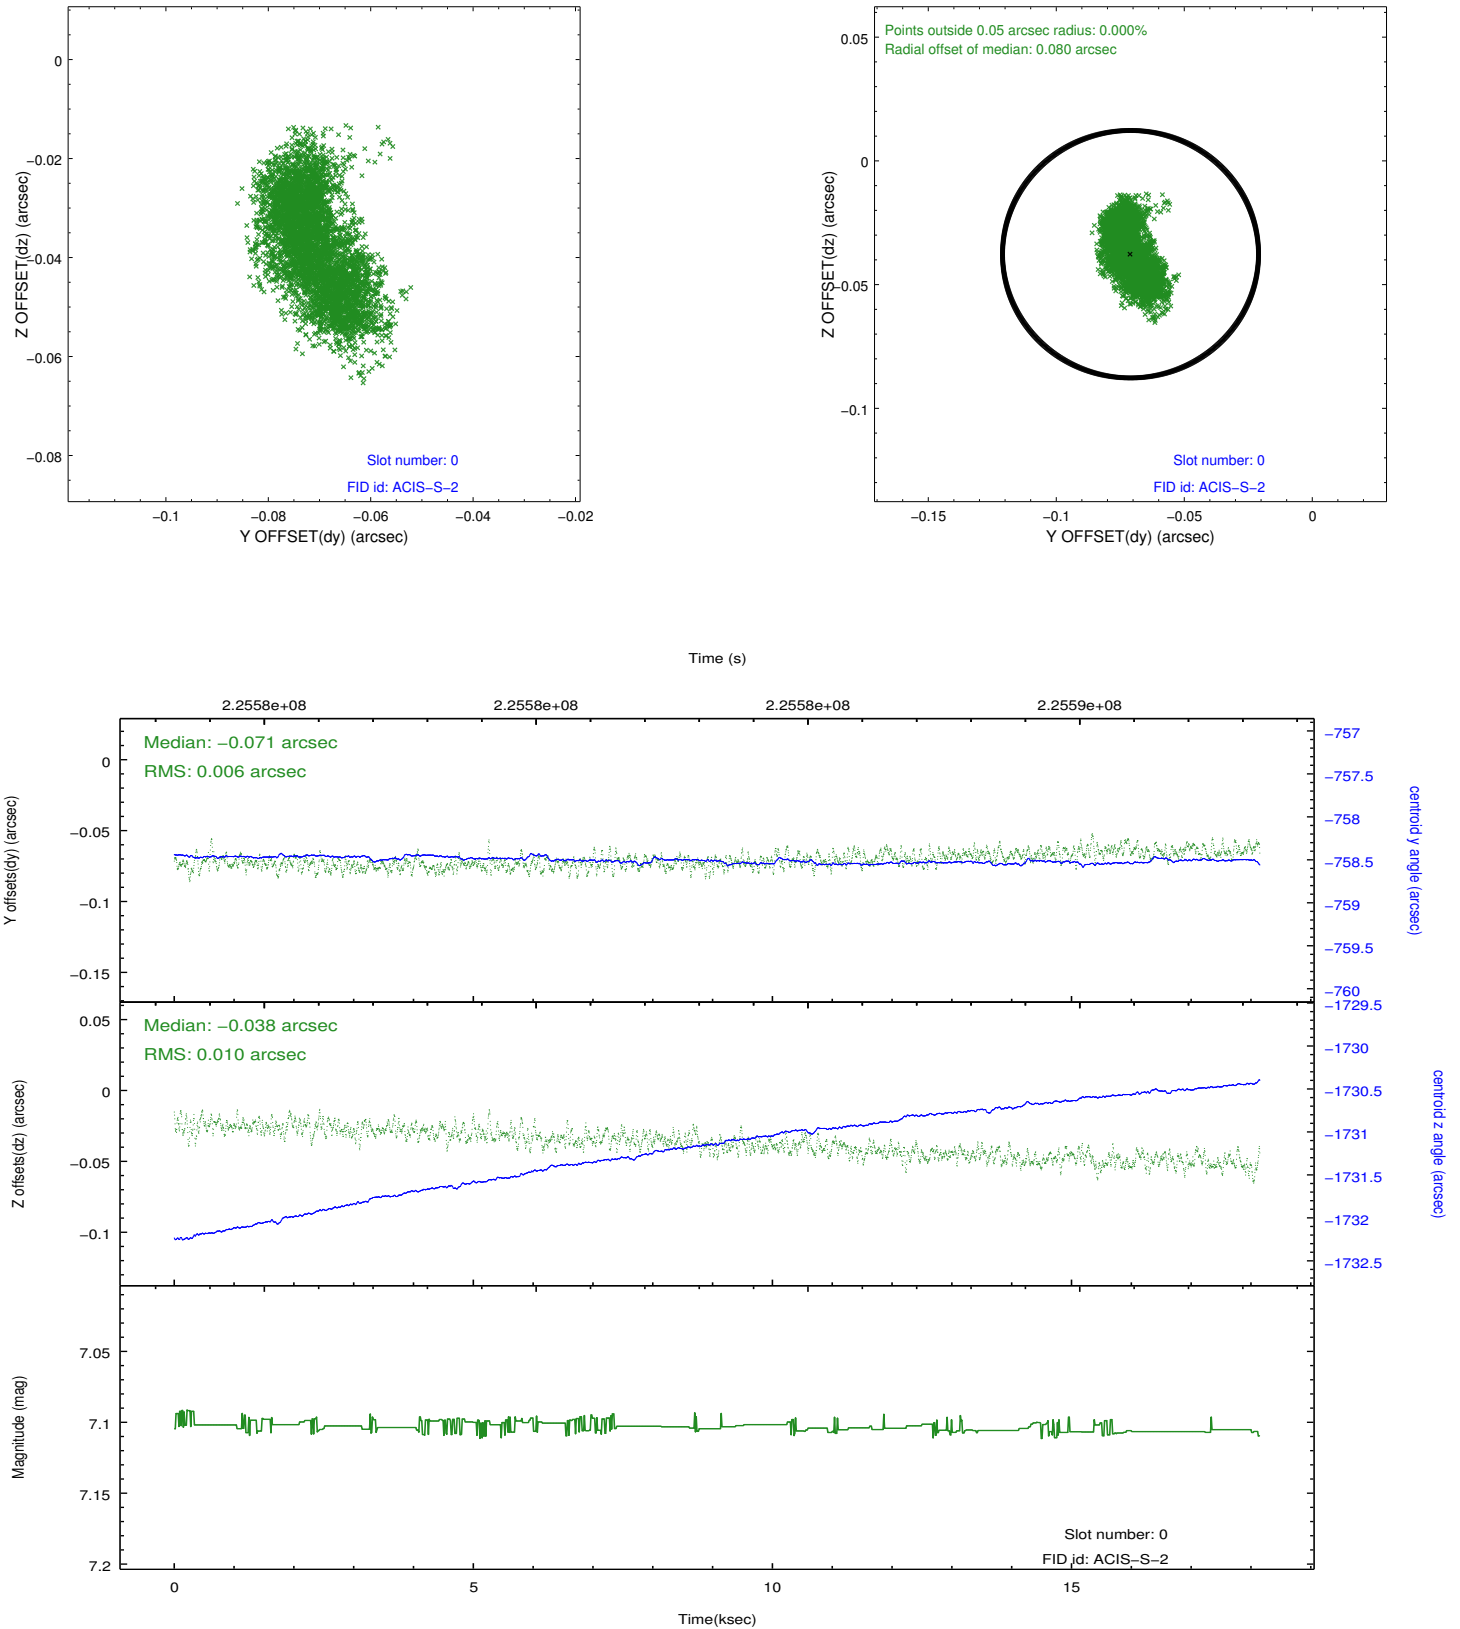 0
−0.02
−0.04
−0.06
−0.08
Z OFFSET(dz) (arcsec)
Slot number: 0
FID id: ACIS−S−2
−0.1
−0.08
−0.06
−0.04
−0.02
Y OFFSET(dy) (arcsec)
Points outside 0.05 arcsec radius: 0.000%
Radial offset of median: 0.080 arcsec
0.05
0
−0.05
−0.1
Z OFFSET(dz) (arcsec)
Slot number: 0
FID id: ACIS−S−2
−0.15
−0.1
−0.05
0
Y OFFSET(dy) (arcsec)
Time (s)
2.2558e+08
2.2558e+08
2.2558e+08
2.2559e+08
Median: −0.071 arcsec
RMS: 0.006 arcsec
0
−0.05
−0.1
−0.15
Y offsets(dy) (arcsec)
−757
−757.5
−758
−758.5
−759
−759.5
−760
centroid y angle (arcsec)
Median: −0.038 arcsec
RMS: 0.010 arcsec
0.05
0
−0.05
−0.1
Z offsets(dz) (arcsec)
−1729.5
−1730
−1730.5
−1731
−1731.5
−1732
−1732.5
centroid z angle (arcsec)
7.05
7.1
7.15
7.2
Magnitude (mag)
Slot number: 0
FID id: ACIS−S−2
0
5
10
15
Time(ksec)